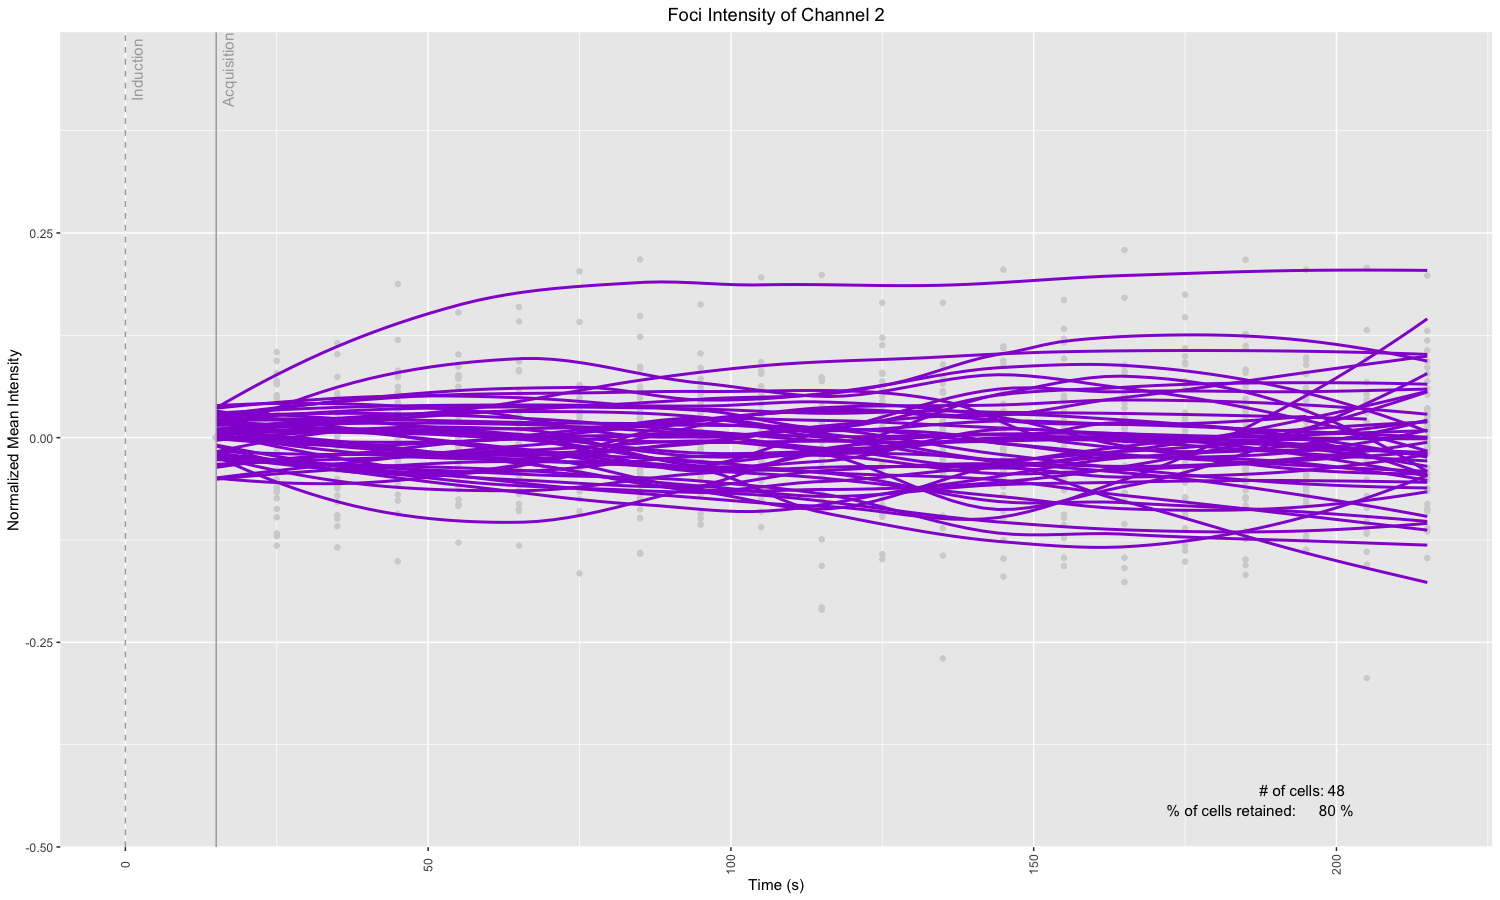 Foci Intensity of Channel 2
Induction
Acquisition
Normalized Mean Intensity
0.25
0.00
-0.25
-0.50
# of cells: 48
% of cells retained: 80 %
0
50
100
150
200
Time (s)